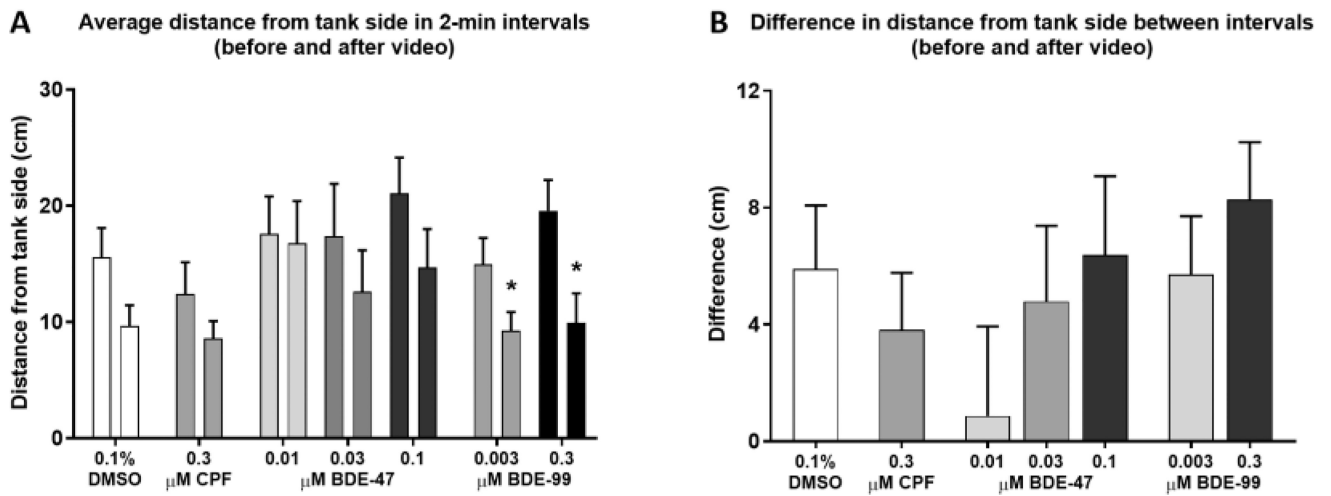 A Average distance from tank side in 2-min intervals
(before and after video)
Distance from tank side (cm)
30
20
10
0
* *
0.1% 0.3 0.01 0.03 0.1 0.003 0.3
DMSO μM CPF μM BDE-47 μM BDE-99
B Difference in distance from tank side between intervals
(before and after video)
Difference (cm)
12
8
4
0
0.1% 0.3 0.01 0.03 0.1 0.003 0.3
DMSO μM CPF μM BDE-47 μM BDE-99